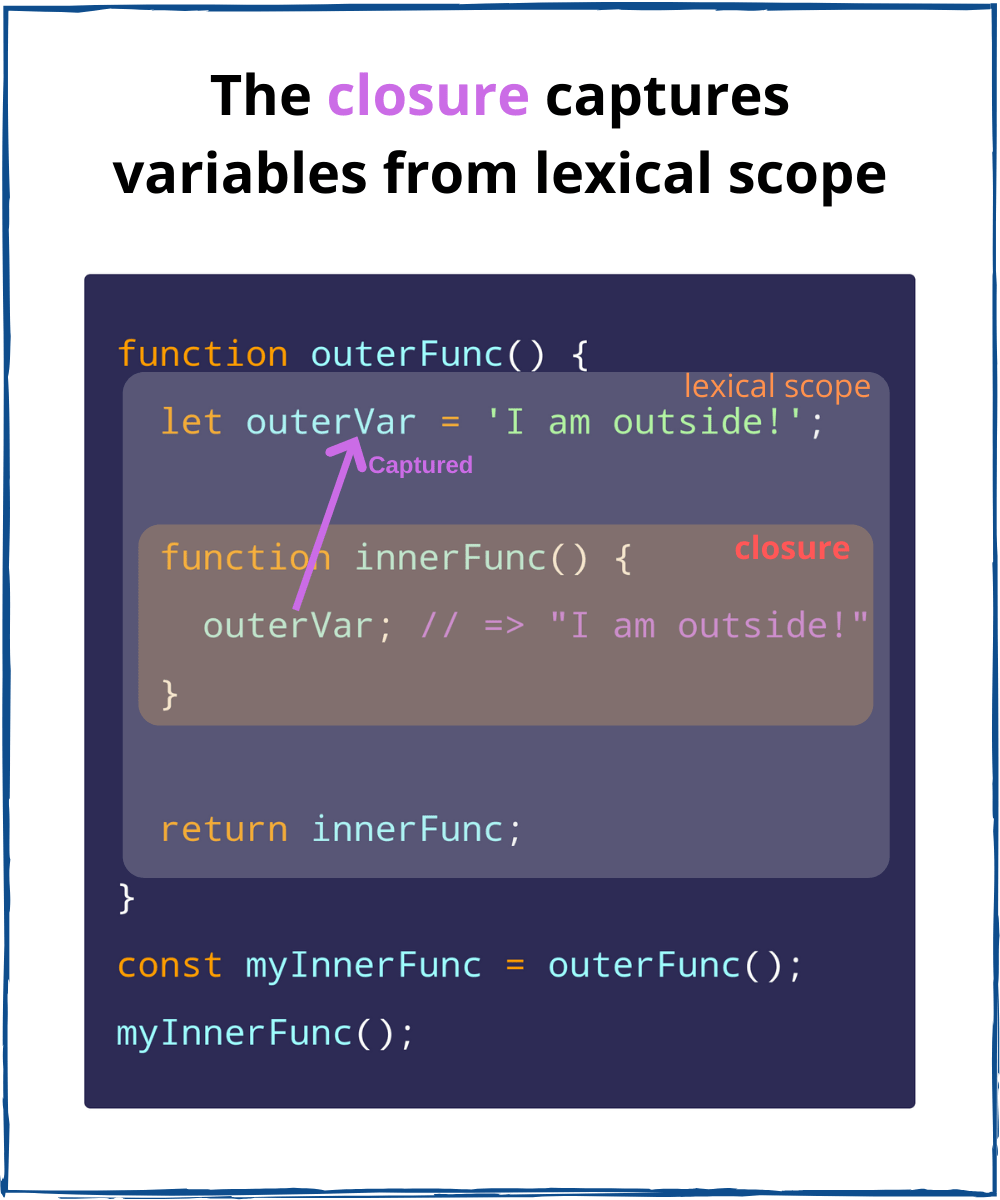 The closure captures
variables from lexical scope
function outerFunc() {
lexical scope
let outerVar = 'I am outside!';
Captured
closure
function innerFunc() {
outerVar; // => "I am outside!"
}
return innerFunc;
}
const myInnerFunc = outerFunc();
myInnerFunc();